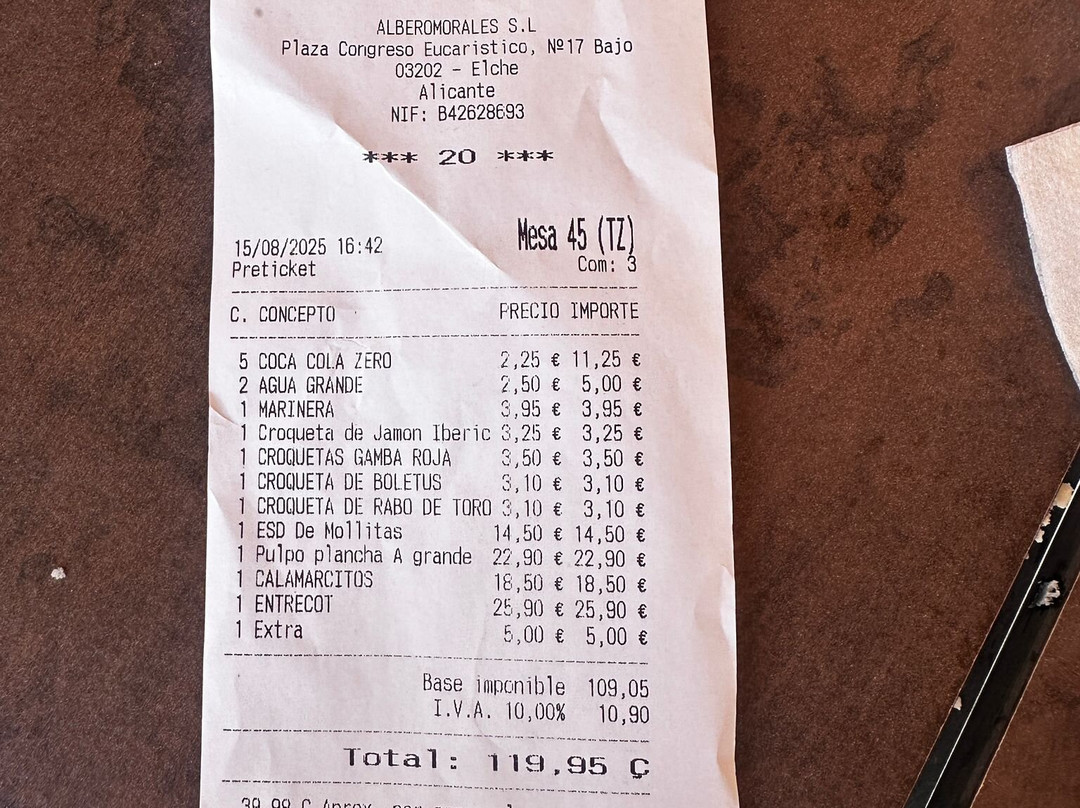 ALBEROMORALES S.L
Plaza Congreso Eucaristico, Nº17 Bajo
03202 - Elche
Alicante
NIF: B42628693
*** 20 ***
Mesa 45 (TZ)
15/08/2025 16:42
Preticket Com: 3
C. CONCEPTO PRECIO IMPORTE
5 COCA COLA ZERO 2,25 € 11,25 €
2 AGUA GRANDE 2,50 € 5,00 €
1 MARINERA 3,95 € 3,95 €
1 Croqueta de Jamon Iberic 3,25 € 3,25 €
1 CROQUETAS GAMBA ROJA 3,50 € 3,50 €
1 CROQUETA DE BOLETUS 3,10 € 3,10 €
1 CROQUETA DE RABO DE TORO 3,10 € 3,10 €
1 ESD De Mollitas 14,50 € 14,50 €
1 Pulpo plancha A grande 22,90 € 22,90 €
1 CALAMARCITOS 18,50 € 18,50 €
1 ENTRECOT 25,90 € 25,90 €
1 Extra 5,00 € 5,00 €
Base imponible 109,05
I.V.A. 10,00% 10,90
Total: 119,95 Ç